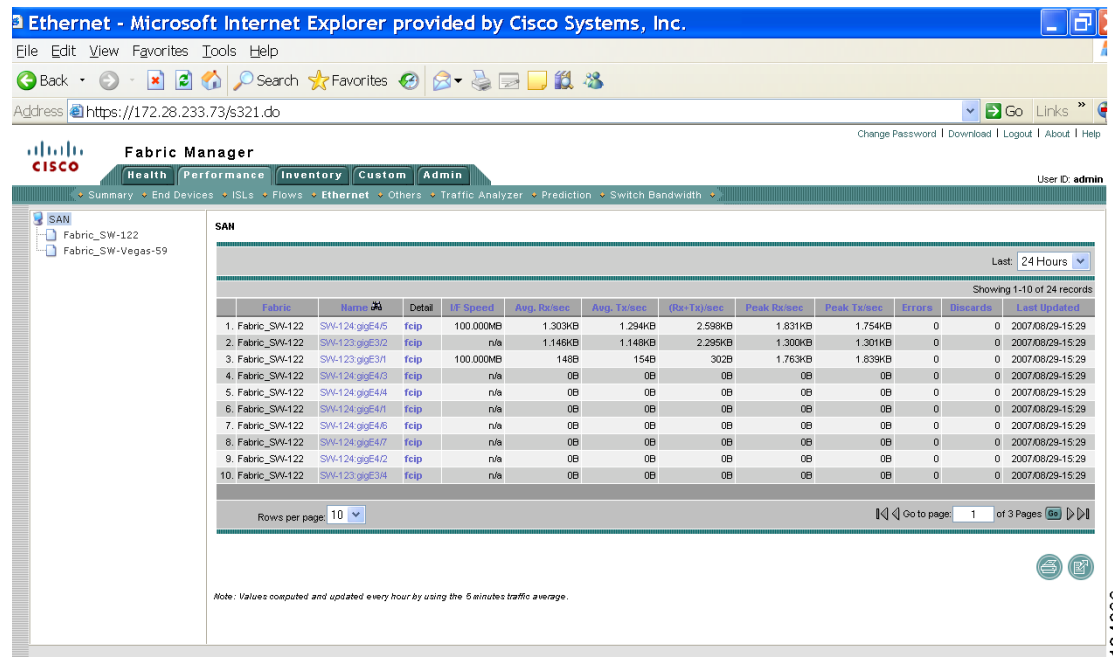 Ethernet - Microsoft Internet Explorer provided by Cisco Systems, Inc.
File Edit View Favorites Tools Help
Back Search Favorites
Address https://172.28.233.73/s321.do Go Links »
Change Password | Download | Logout | About | Help
CISCO Fabric Manager
Health Performance Inventory Custom Admin
User ID: admin
Summary End Devices ISLs Flows Ethernet Others Traffic Analyzer Prediction Switch Bandwidth
SAN
Fabric_SW-122
Fabric_SW-Vegas-59
SAN
Last: 24 Hours
Showing 1-10 of 24 records
Fabric Name Detail I/F Speed Avg. Rx/sec Avg. Tx/sec (Rx+Tx)/sec Peak Rx/sec Peak Tx/sec Errors Discards Last Updated
1. Fabric_SW-122 SW-124:gigE4/5 fcip 100.000MB 1.303KB 1.294KB 2.598KB 1.831KB 1.754KB 0 0 2007/08/29-15:29
2. Fabric_SW-122 SW-123:gigE3/2 fcip n/a 1.146KB 1.148KB 2.295KB 1.300KB 1.301KB 0 0 2007/08/29-15:29
3. Fabric_SW-122 SW-123:gigE3/1 fcip 100.000MB 148B 154B 302B 1.763KB 1.839KB 0 0 2007/08/29-15:29
4. Fabric_SW-122 SW-124:gigE4/3 fcip n/a 0B 0B 0B 0B 0B 0 0 2007/08/29-15:29
5. Fabric_SW-122 SW-124:gigE4/4 fcip n/a 0B 0B 0B 0B 0B 0 0 2007/08/29-15:29
6. Fabric_SW-122 SW-124:gigE4/1 fcip n/a 0B 0B 0B 0B 0B 0 0 2007/08/29-15:29
7. Fabric_SW-122 SW-124:gigE4/6 fcip n/a 0B 0B 0B 0B 0B 0 0 2007/08/29-15:29
8. Fabric_SW-122 SW-124:gigE4/7 fcip n/a 0B 0B 0B 0B 0B 0 0 2007/08/29-15:29
9. Fabric_SW-122 SW-124:gigE4/2 fcip n/a 0B 0B 0B 0B 0B 0 0 2007/08/29-15:29
10. Fabric_SW-122 SW-123:gigE3/4 fcip n/a 0B 0B 0B 0B 0B 0 0 2007/08/29-15:29
Rows per page: 10 Go to page: 1 of 3 Pages Go
Note: Values computed and updated every hour by using the 5 minutes traffic average.